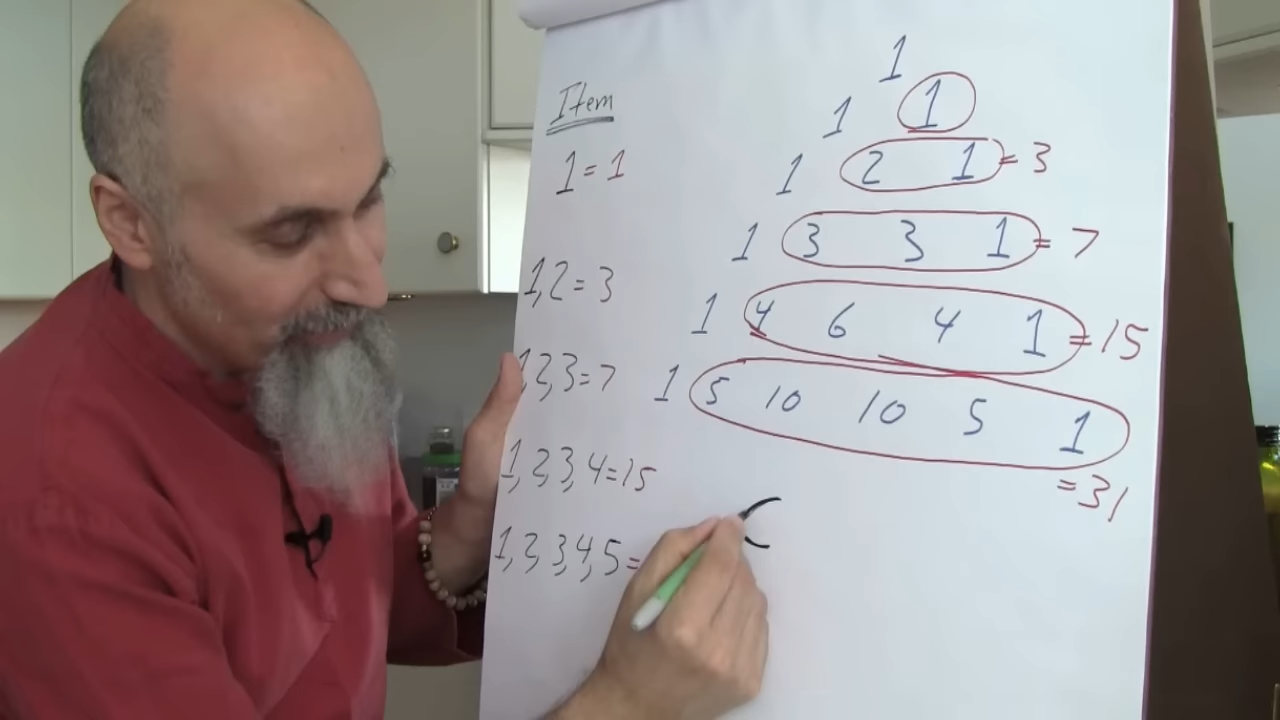 Item
1 = 1
1,2 = 3
1,2,3=7
1,2,3,4=15
1,2,3,4,5=
1
1 1
1 2 1 = 3
1 3 3 1 = 7
1 4 6 4 1 = 15
1 5 10 10 5 1
= 31